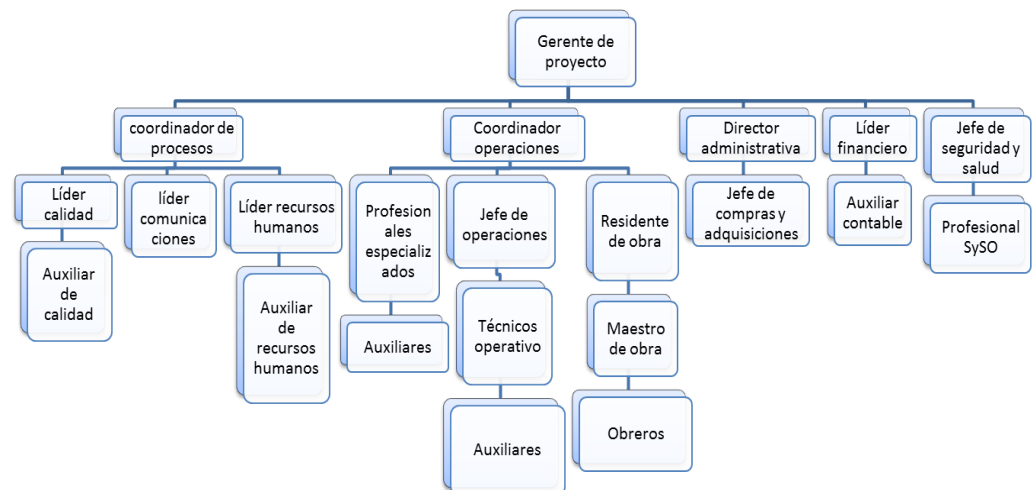 Gerente de
proyecto
coordinador de
procesos
Coordinador
operaciones
Director
administrativa
Líder
financiero
Jefe de
seguridad y
salud
Líder
calidad
líder
comunica
ciones
Líder recursos
humanos
Profesion
ales
especializ
ados
Jefe de
operaciones
Residente
de obra
Jefe de
compras y
adquisiciones
Auxiliar
contable
Profesional
SySO
Auxiliar
de
calidad
Auxiliar
de
recursos
humanos
Auxiliares
Técnicos
operativo
Maestro
de obra
Auxiliares
Obreros